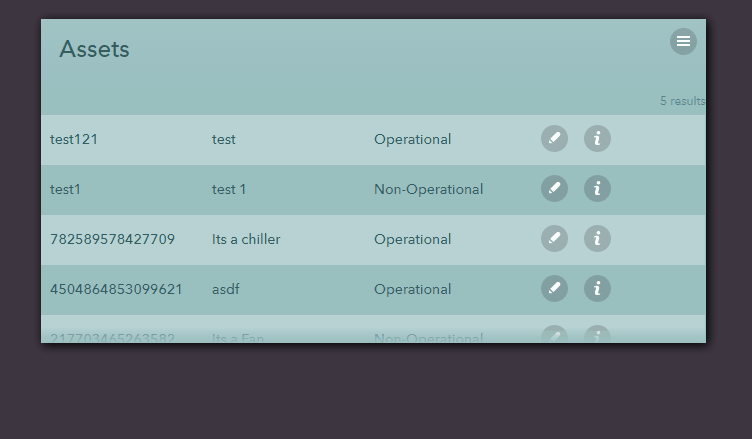 Assets
5 results
test121 test Operational
test1 test 1 Non-Operational
782589578427709 Its a chiller Operational
4504864853099621 asdf Operational
217703465263582 Its a Fan Non-Operational